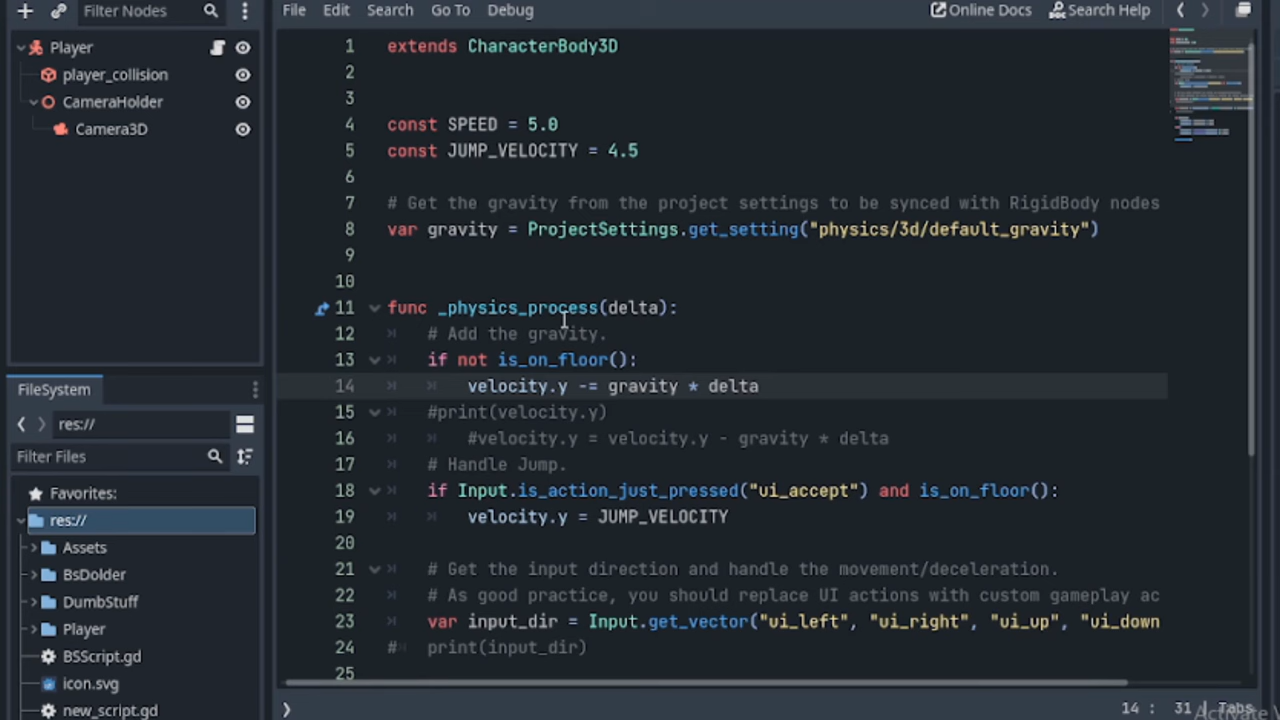 Filter Nodes
Player
player_collision
CameraHolder
Camera3D
FileSystem
res://
Filter Files
Favorites:
res://
Assets
BsDolder
DumbStuff
Player
BSScript.gd
icon.svg
new_script.gd
File Edit Search Go To Debug Online Docs Search Help
1 extends CharacterBody3D
2
3
4 const SPEED = 5.0
5 const JUMP_VELOCITY = 4.5
6
7 # Get the gravity from the project settings to be synced with RigidBody nodes
8 var gravity = ProjectSettings.get_setting("physics/3d/default_gravity")
9
10
11 func _physics_process(delta):
12 # Add the gravity.
13 if not is_on_floor():
14 velocity.y -= gravity * delta
15 #print(velocity.y)
16 #velocity.y = velocity.y - gravity * delta
17 # Handle Jump.
18 if Input.is_action_just_pressed("ui_accept") and is_on_floor():
19 velocity.y = JUMP_VELOCITY
20
21 # Get the input direction and handle the movement/deceleration.
22 # As good practice, you should replace UI actions with custom gameplay ac
23 var input_dir = Input.get_vector("ui_left", "ui_right", "ui_up", "ui_down
24 # print(input_dir)
25
14 : 31 | Tabs